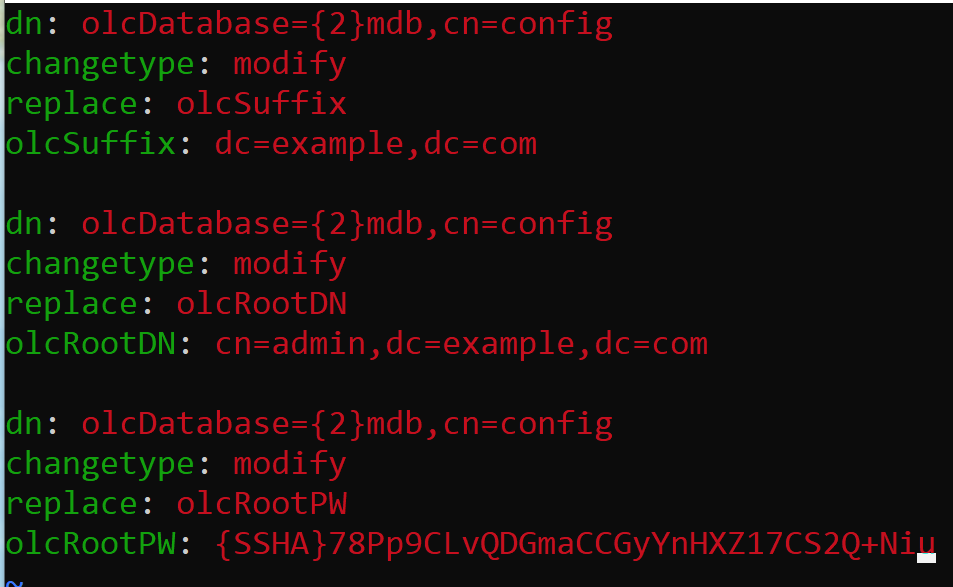 dn: olcDatabase={2}mdb,cn=config
changetype: modify
replace: olcSuffix
olcSuffix: dc=example,dc=com
dn: olcDatabase={2}mdb,cn=config
changetype: modify
replace: olcRootDN
olcRootDN: cn=admin,dc=example,dc=com
dn: olcDatabase={2}mdb,cn=config
changetype: modify
replace: olcRootPW
olcRootPW: {SSHA}78Pp9CLvQDGmaCCGyYnHXZ17CS2Q+Niu
~